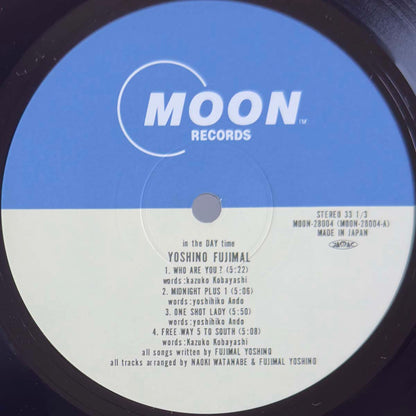 MOON TM
RECORDS
STEREO 33 1/3
MOON-28004 (MOON-28004-A)
MADE IN JAPAN
JASRAC
in the DAY time
YOSHINO FUJIMAL
1. WHO ARE YOU? (5:22)
words:kazuko Kobayashi
2. MIDNIGHT PLUS 1 (5:06)
words:yoshihiko Ando
3. ONE SHOT LADY (5:50)
words:yoshihiko Ando
4. FREE WAY 5 TO SOUTH (5:08)
words:Kazuko Kobayashi
all songs written by FUJIMAL YOSHINO
all tracks arranged by NAOKI WATANABE & FUJIMAL YOSHINO